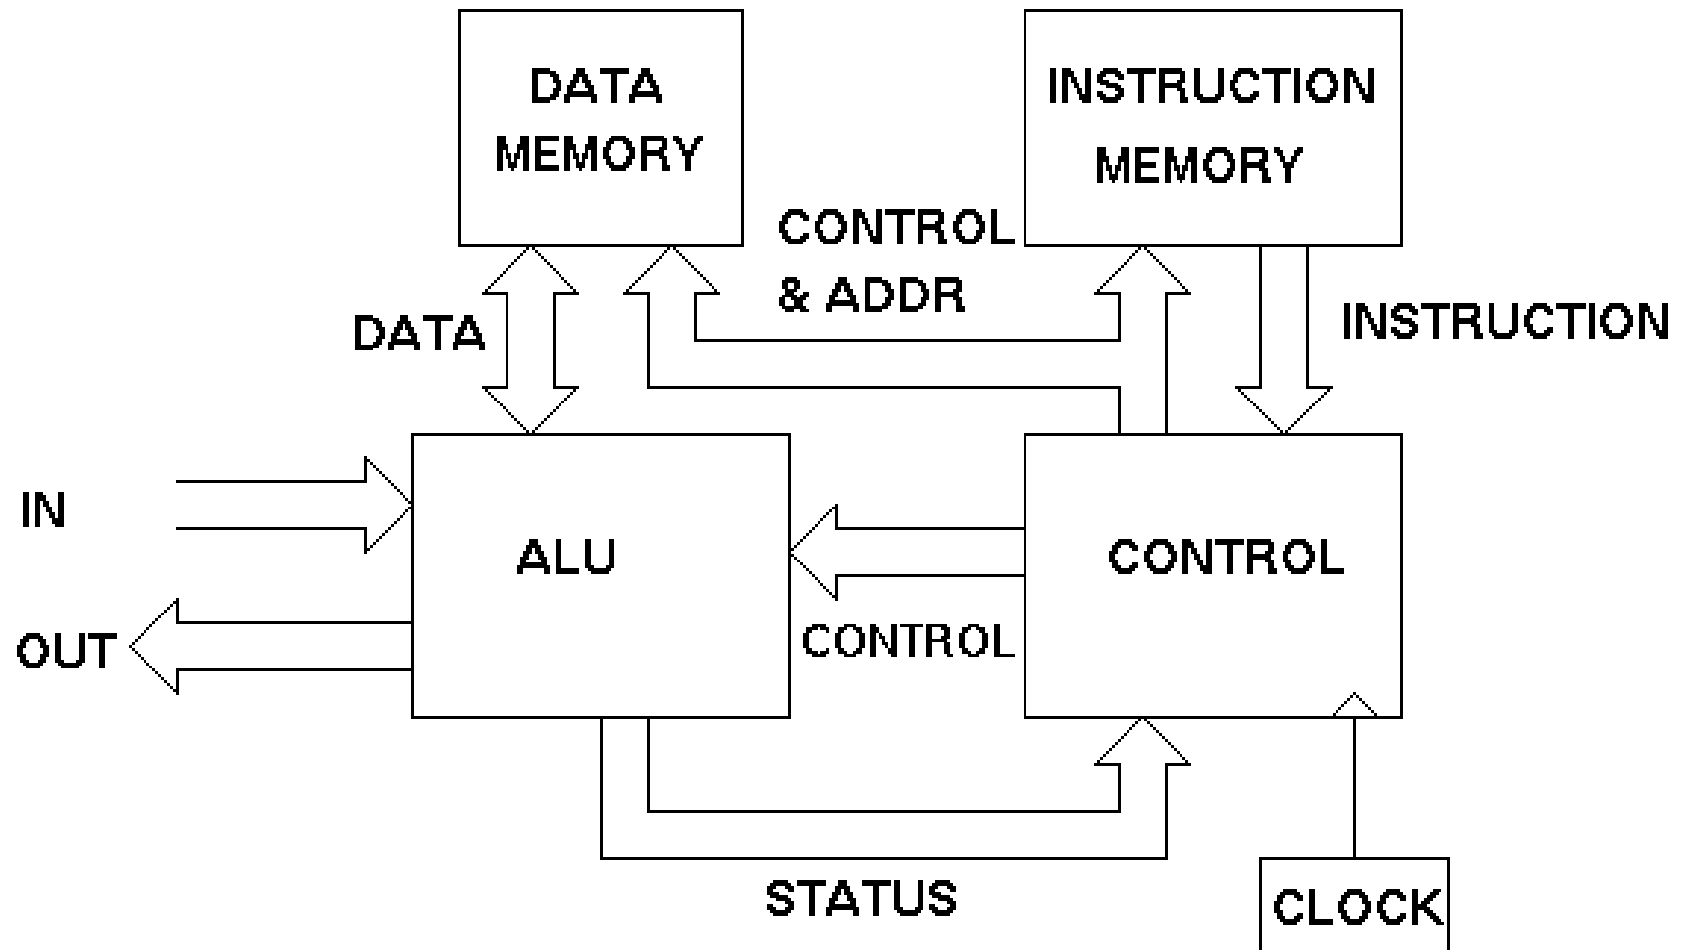 DATA
MEMORY
INSTRUCTION
MEMORY
CONTROL
& ADDR
DATA
INSTRUCTION
IN
ALU
CONTROL
OUT
CONTROL
STATUS
CLOCK